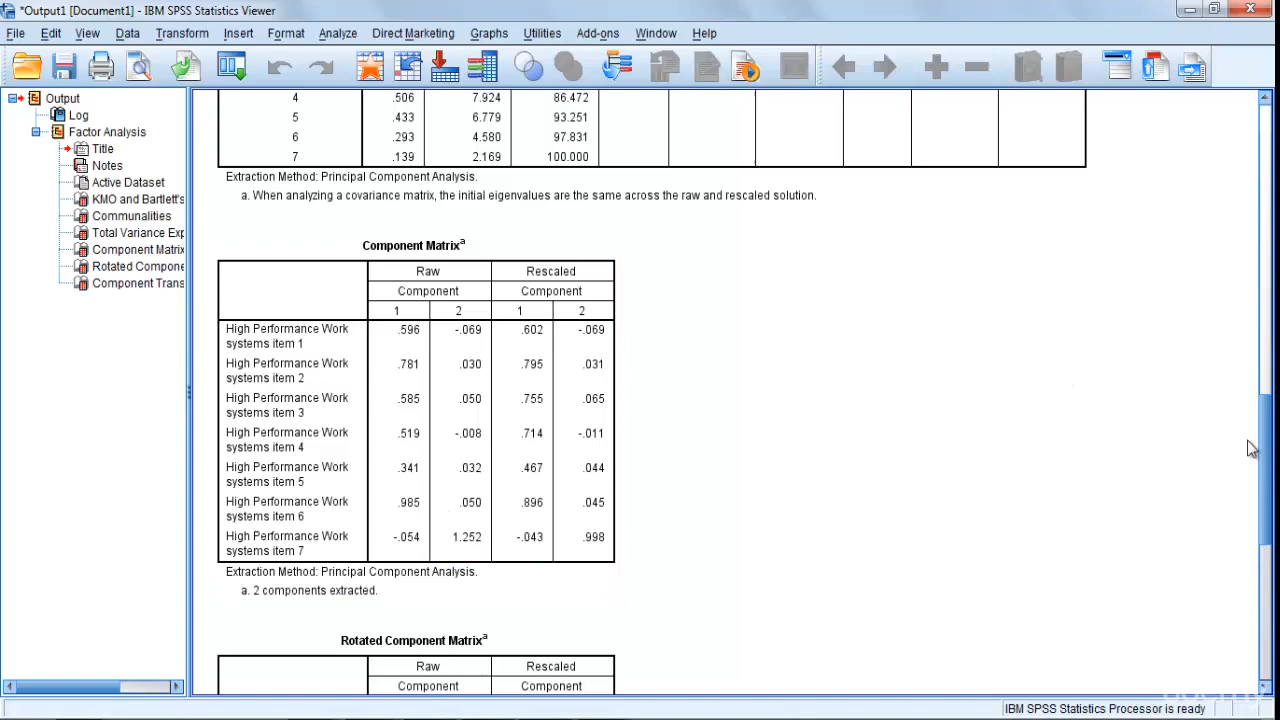 *Output1 [Document1] - IBM SPSS Statistics Viewer
File Edit View Data Transform Insert Format Analyze Direct Marketing Graphs Utilities Add-ons Window Help
Output
Log
Factor Analysis
Title
Notes
Active Dataset
KMO and Bartlett's
Communalities
Total Variance Exp
Component Matrix
Rotated Compone
Component Trans
4 .506 7.924 86.472
5 .433 6.779 93.251
6 .293 4.580 97.831
7 .139 2.169 100.000
Extraction Method: Principal Component Analysis.
a. When analyzing a covariance matrix, the initial eigenvalues are the same across the raw and rescaled solution.
Component Matrixa
Raw Rescaled
Component Component
1 2 1 2
High Performance Work .596 -.069 .602 -.069
systems item 1
High Performance Work .781 .030 .795 .031
systems item 2
High Performance Work .585 .050 .755 .065
systems item 3
High Performance Work .519 -.008 .714 -.011
systems item 4
High Performance Work .341 .032 .467 .044
systems item 5
High Performance Work .985 .050 .896 .045
systems item 6
High Performance Work -.054 1.252 -.043 .998
systems item 7
Extraction Method: Principal Component Analysis.
a. 2 components extracted.
Rotated Component Matrixa
Raw Rescaled
Component Component
IBM SPSS Statistics Processor is ready